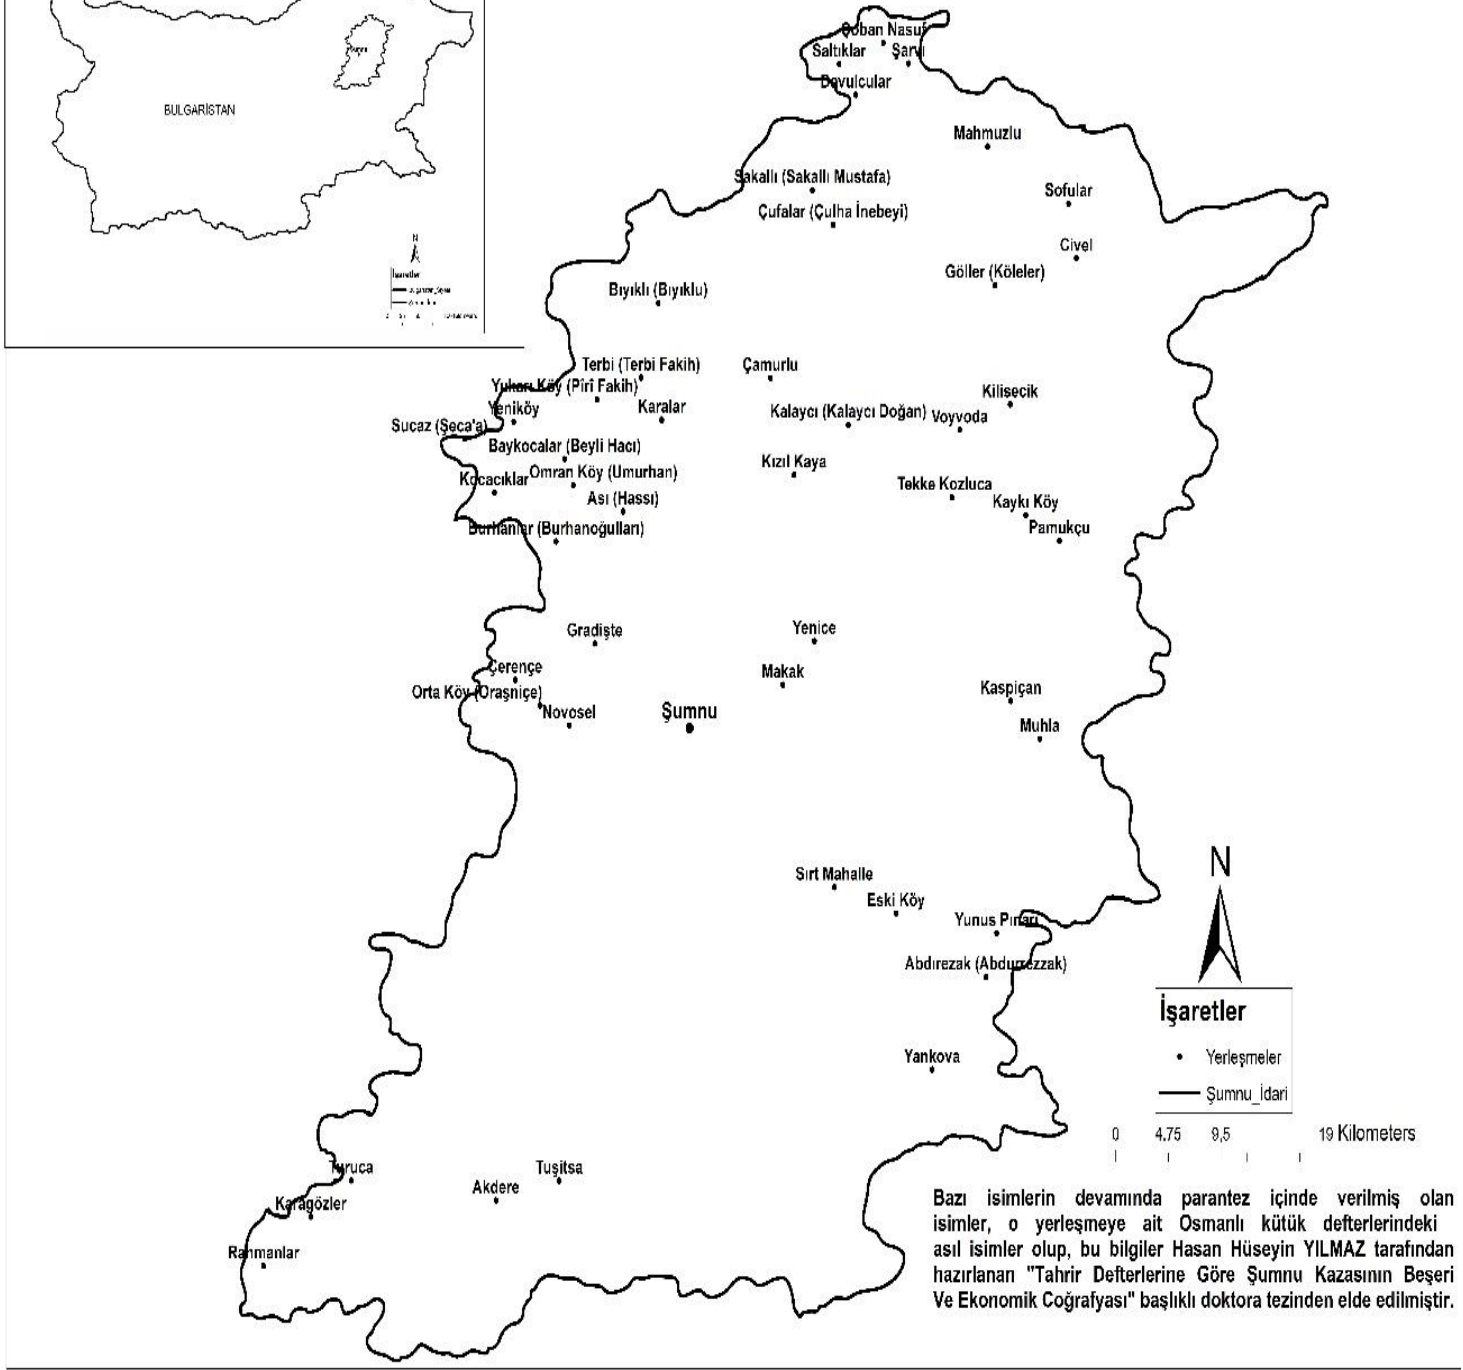 BULGARİSTAN
N
İşaretler
Çoban Nasuf
Saltıklar
Şarvı
Davulcular
Mahmuzlu
Sakallı (Sakallı Mustafa)
Sofular
Çufalar (Çulha İnebeyi)
Civel
Göller (Köleler)
Bıyıklı (Bıyıklu)
Terbi (Terbi Fakih)
Çamurlu
Yukarı Köy (Pîrî Fakih)
Kilisecik
Yeniköy
Karalar
Kalaycı (Kalaycı Doğan)
Voyvoda
Sucaz (Şeca'a)
Baykocalar (Beyli Hacı)
Kızıl Kaya
Omran Köy (Umurhan)
Kocacıklar
Tekke Kozluca
Ası (Hassı)
Kaykı Köy
Burhanlar (Burhanoğulları)
Pamukçu
Gradişte
Yenice
Çerençe
Makak
Orta Köy (Oraşniçe)
Kaspiçan
Novosel
Şumnu
Muhla
Sırt Mahalle
Eski Köy
Yunus Pınarı
Abdırezak (Abdurrezzak)
Yankova
Turuca
Tuşitsa
Akdere
Karagözler
Rahmanlar
N
İşaretler
Yerleşmeler
Şumnu_İdari
0 4,75 9,5 19 Kilometers
Bazı isimlerin devamında parantez içinde verilmiş olan
isimler, o yerleşmeye ait Osmanlı kütük defterlerindeki
asıl isimler olup, bu bilgiler Hasan Hüseyin YILMAZ tarafından
hazırlanan "Tahrir Defterlerine Göre Şumnu Kazasının Beşeri
Ve Ekonomik Coğrafyası" başlıklı doktora tezinden elde edilmiştir.